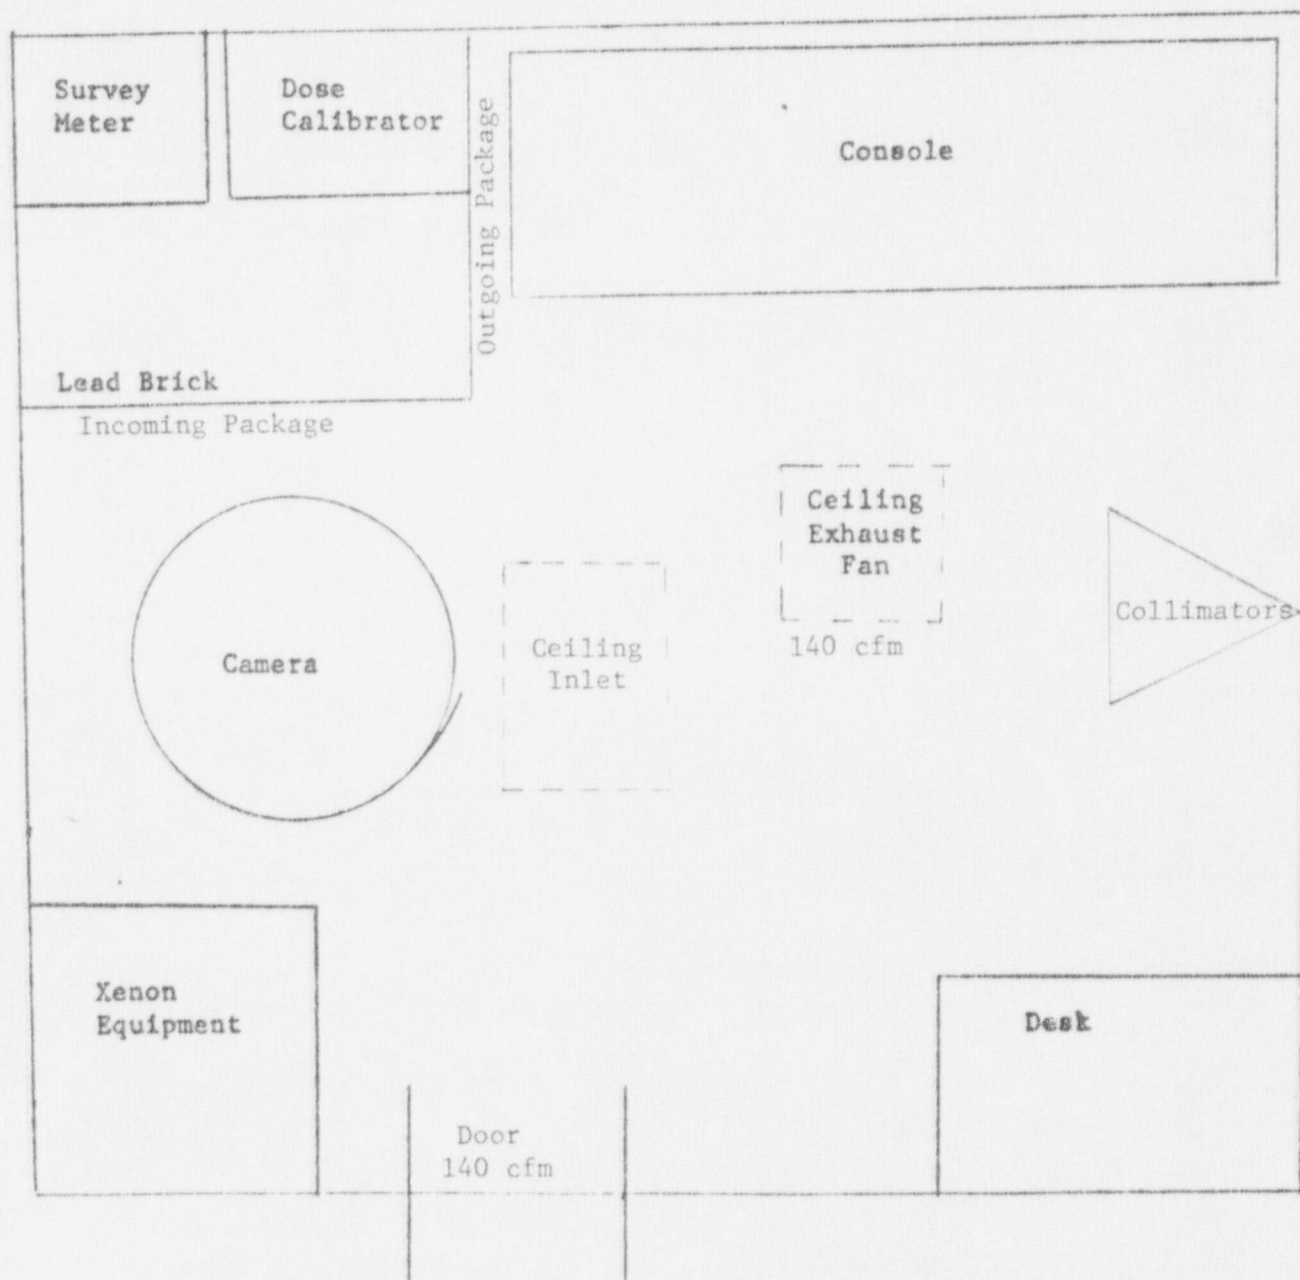 Survey
Meter
Dose
Calibrator
Outgoing Package
Console
Lead Brick
Incoming Package
Ceiling
Exhaust
Fan
140 cfm
Camera
Ceiling
Inlet
Collimators
Xenon
Equipment
Desk
Door
140 cfm